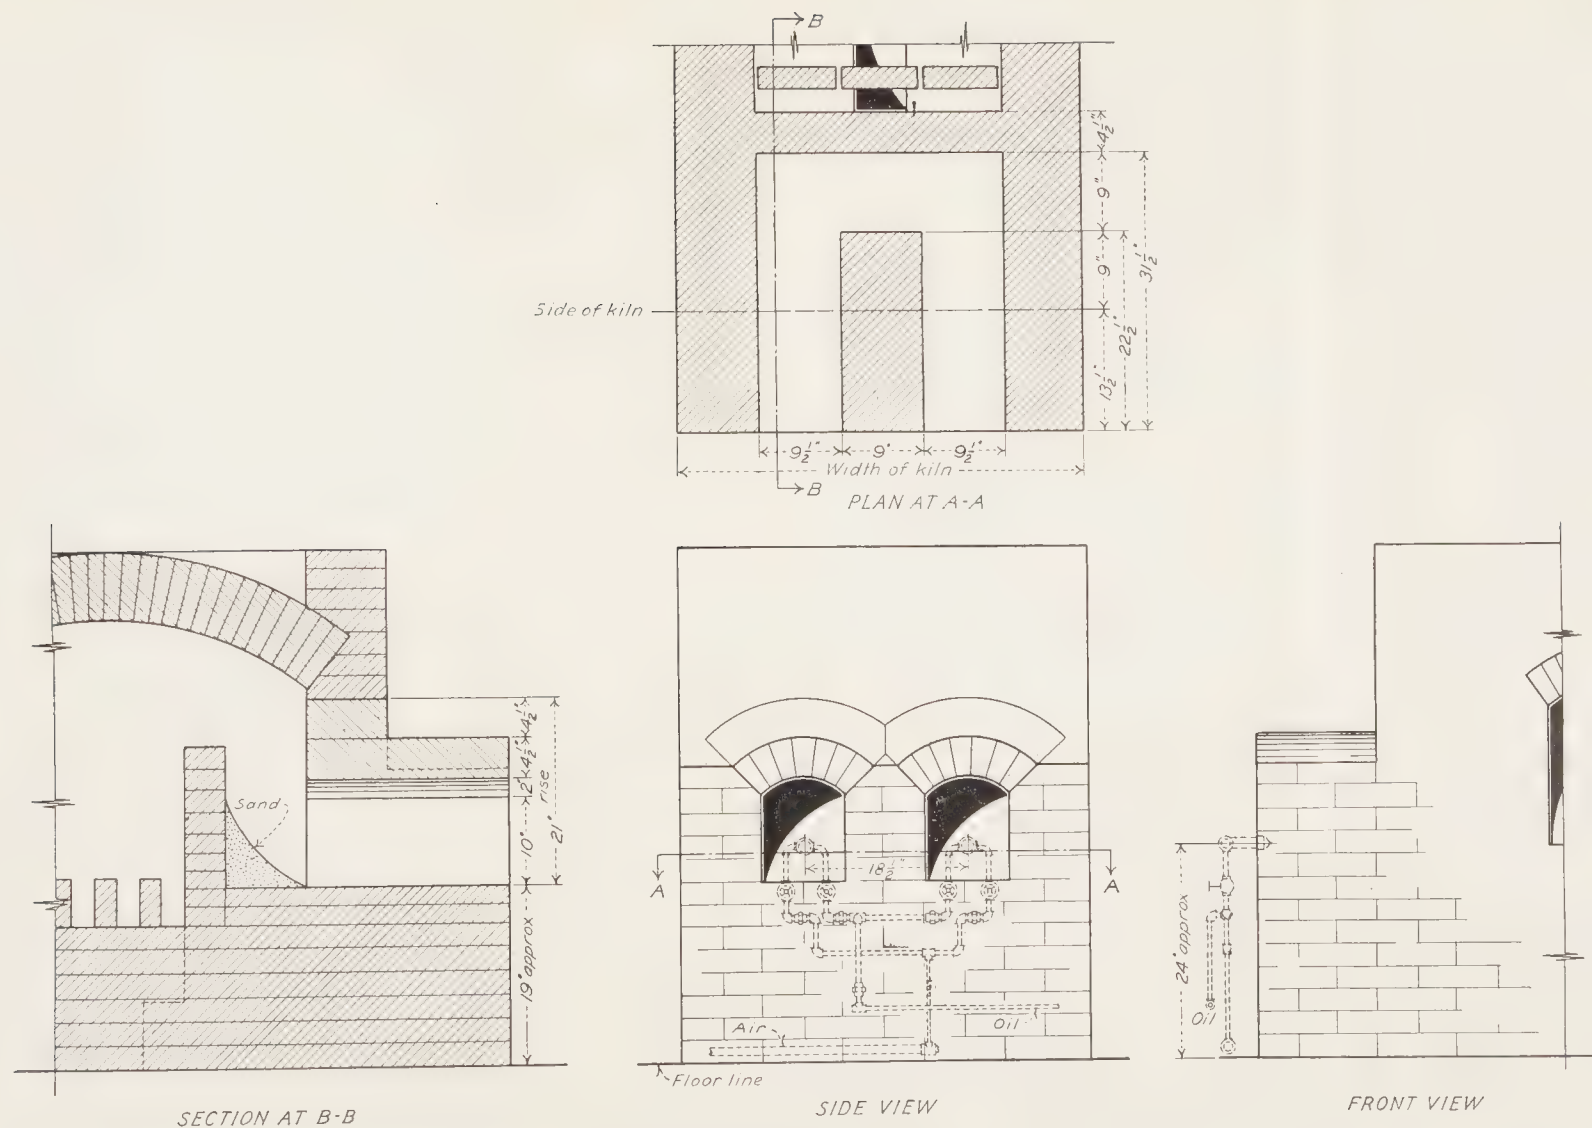 B
4½"
9"
9"
31½"
22½"
13½"
Side of kiln
9½" 9" 9½"
Width of kiln
B
PLAN AT A-A
4½"
4½"
2"
rise
21"
10"
19" approx
Sand
SECTION AT B-B
A
18½"
A
Air
Oil
Floor line
SIDE VIEW
24" approx
Oil
FRONT VIEW